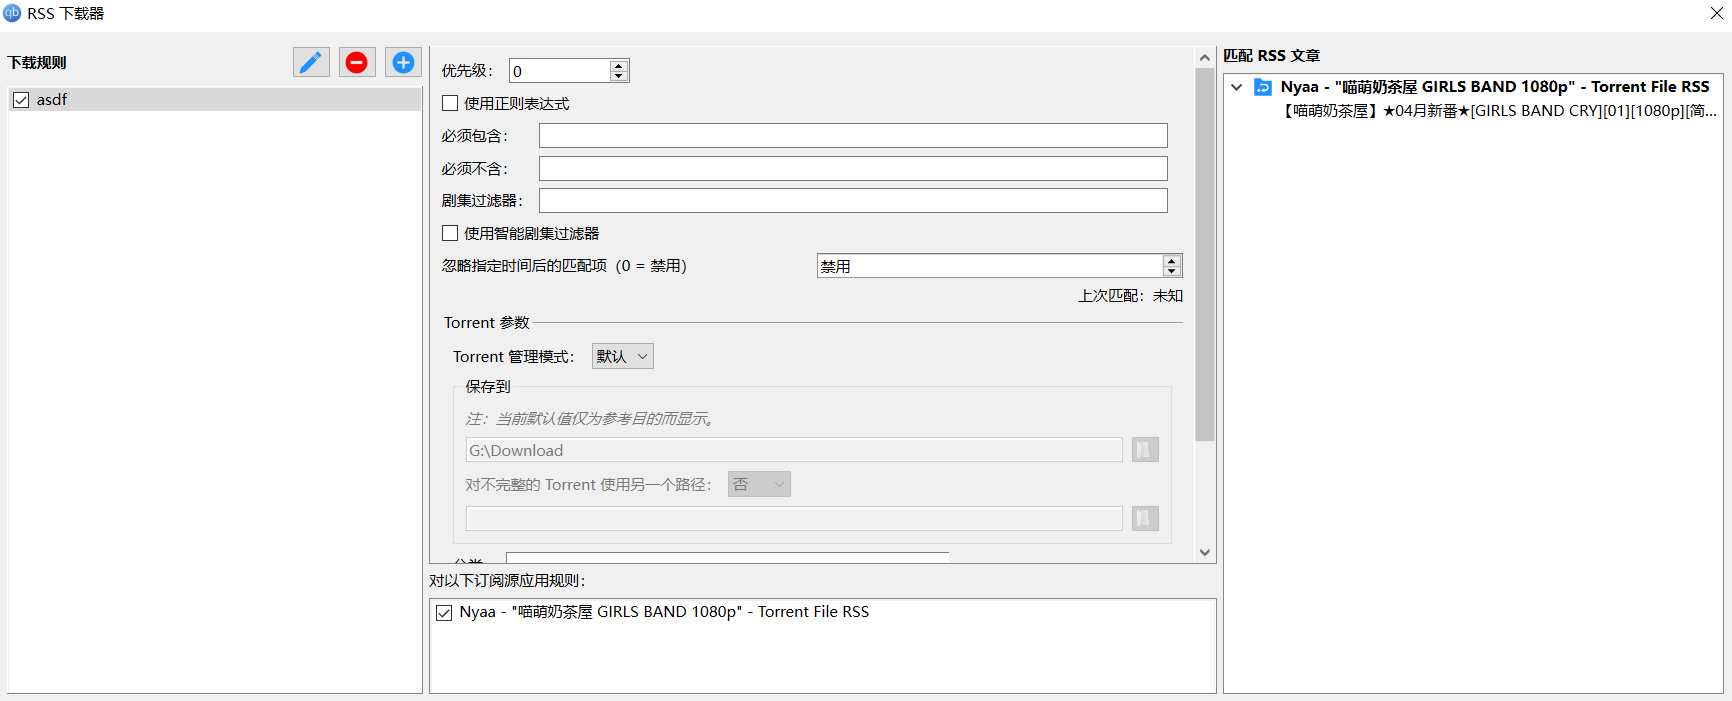 RSS 下载器
下载规则
asdf
优先级：
0
使用正则表达式
必须包含：
必须不含：
剧集过滤器：
使用智能剧集过滤器
忽略指定时间后的匹配项（0 = 禁用）
禁用
上次匹配：未知
Torrent 参数
Torrent 管理模式：
默认
保存到
注：当前默认值仅为参考目的而显示。
G:\Download
对不完整的 Torrent 使用另一个路径：
否
对以下订阅源应用规则：
Nyaa - "喵萌奶茶屋 GIRLS BAND 1080p" - Torrent File RSS
匹配 RSS 文章
Nyaa - "喵萌奶茶屋 GIRLS BAND 1080p" - Torrent File RSS
【喵萌奶茶屋】★04月新番★[GIRLS BAND CRY][01][1080p][简...